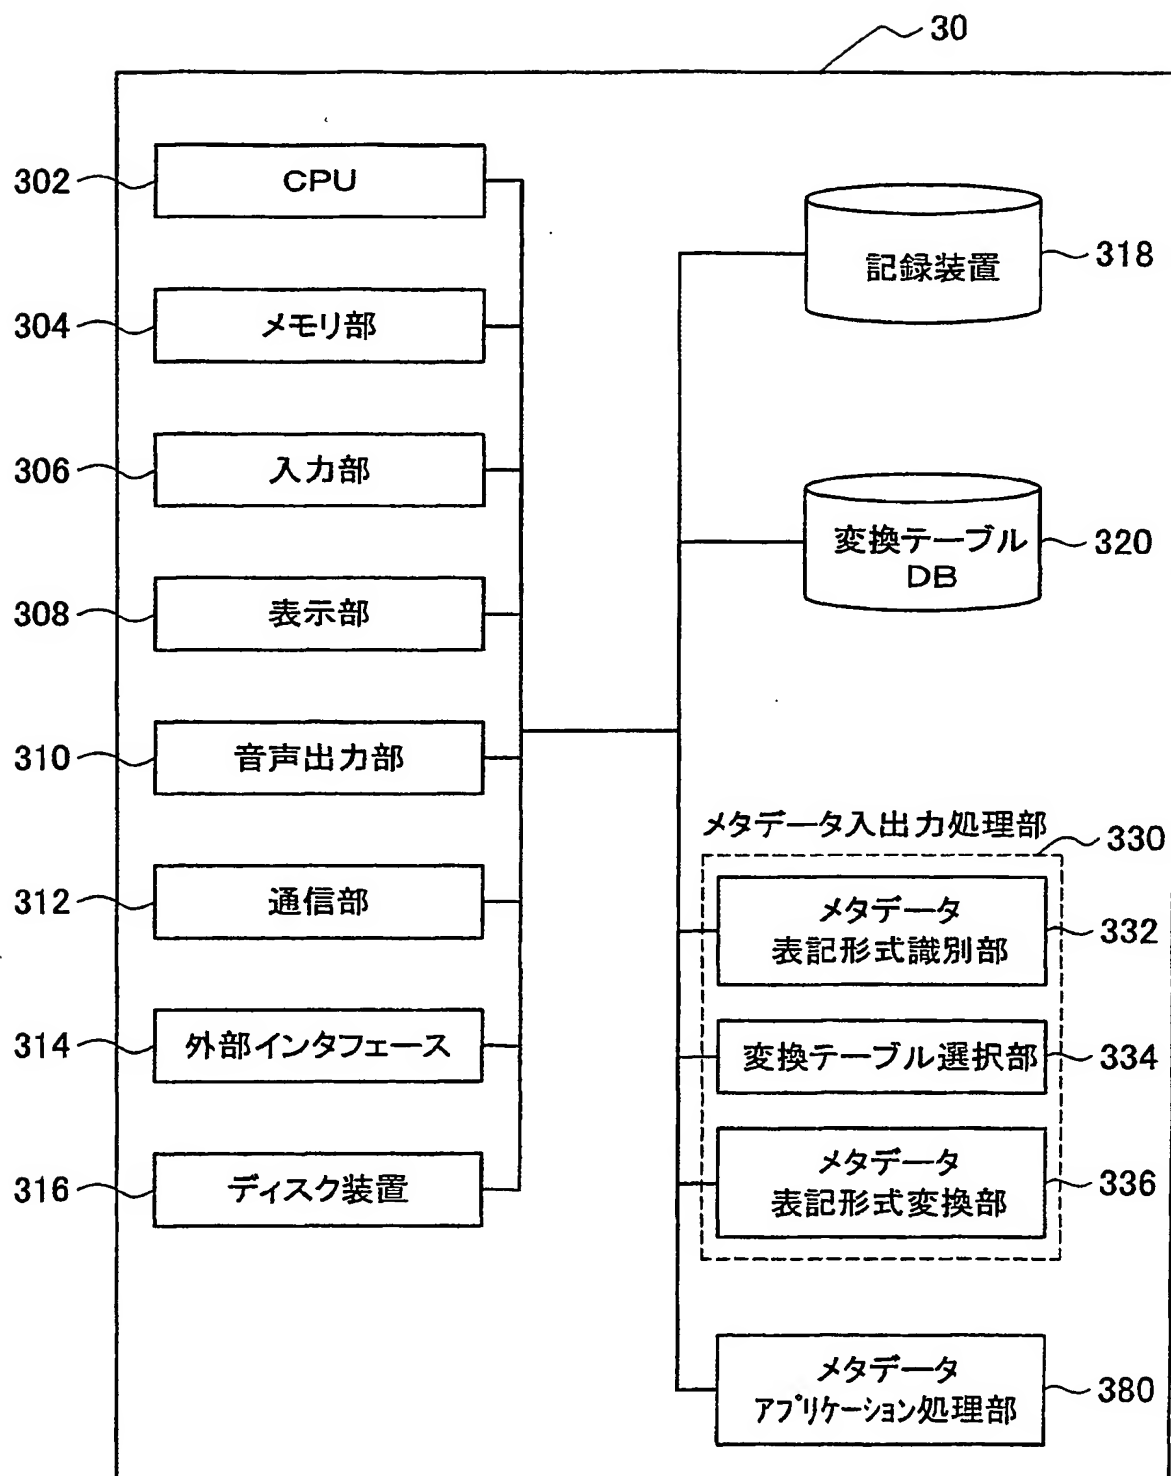 30
302
CPU
304
メモリ部
306
入力部
308
表示部
310
音声出力部
312
通信部
314
外部インタフェース
316
ディスク装置
記録装置
318
変換テーブル
DB
320
メタデータ入出力処理部
330
メタデータ
表記形式識別部
332
変換テーブル選択部
334
メタデータ
表記形式変換部
336
メタデータ
アプリケーション処理部
380